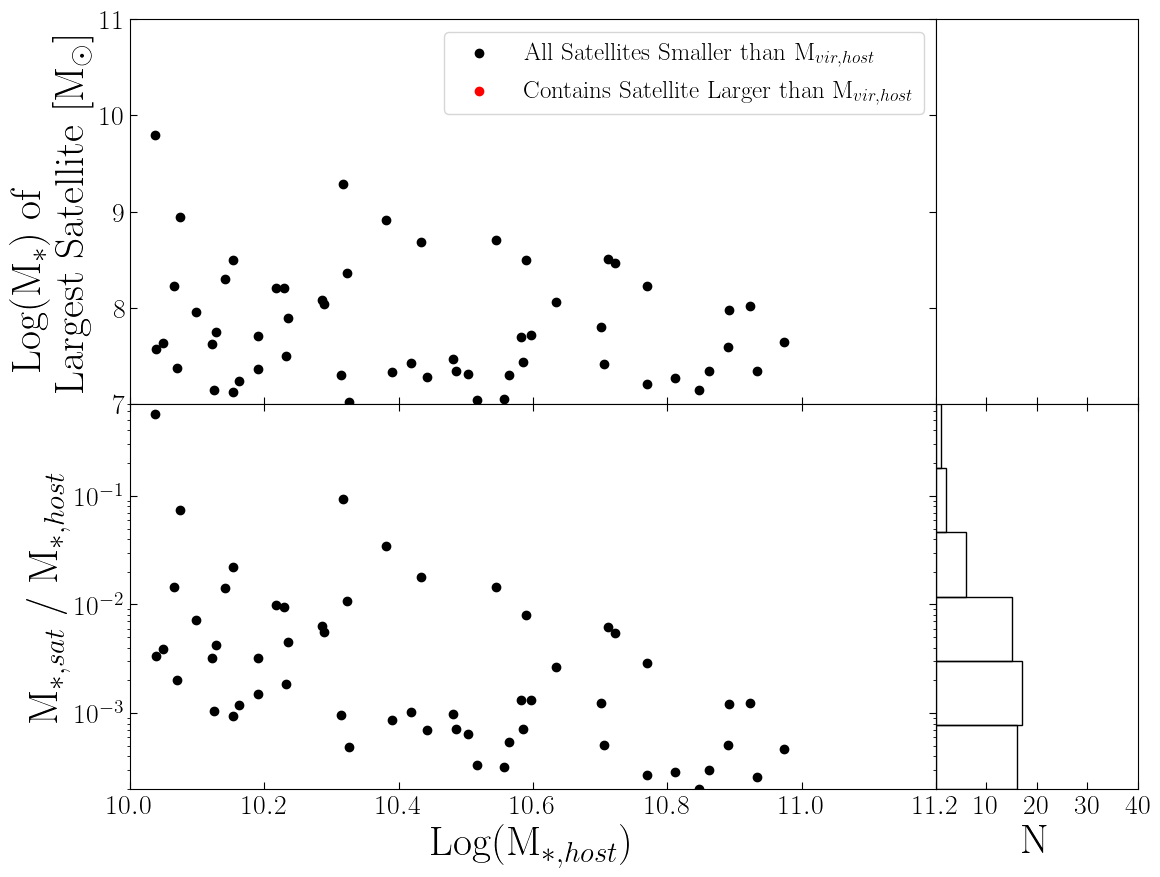 11
10
9
8
7
Log(M*) of
Largest Satellite [M⊙]
All Satellites Smaller than Mvir,host
Contains Satellite Larger than Mvir,host
10−1
10−2
10−3
M*,sat / M*,host
10.0 10.2 10.4 10.6 10.8 11.0 11.2 10 20 30 40
Log(M*,host)
N